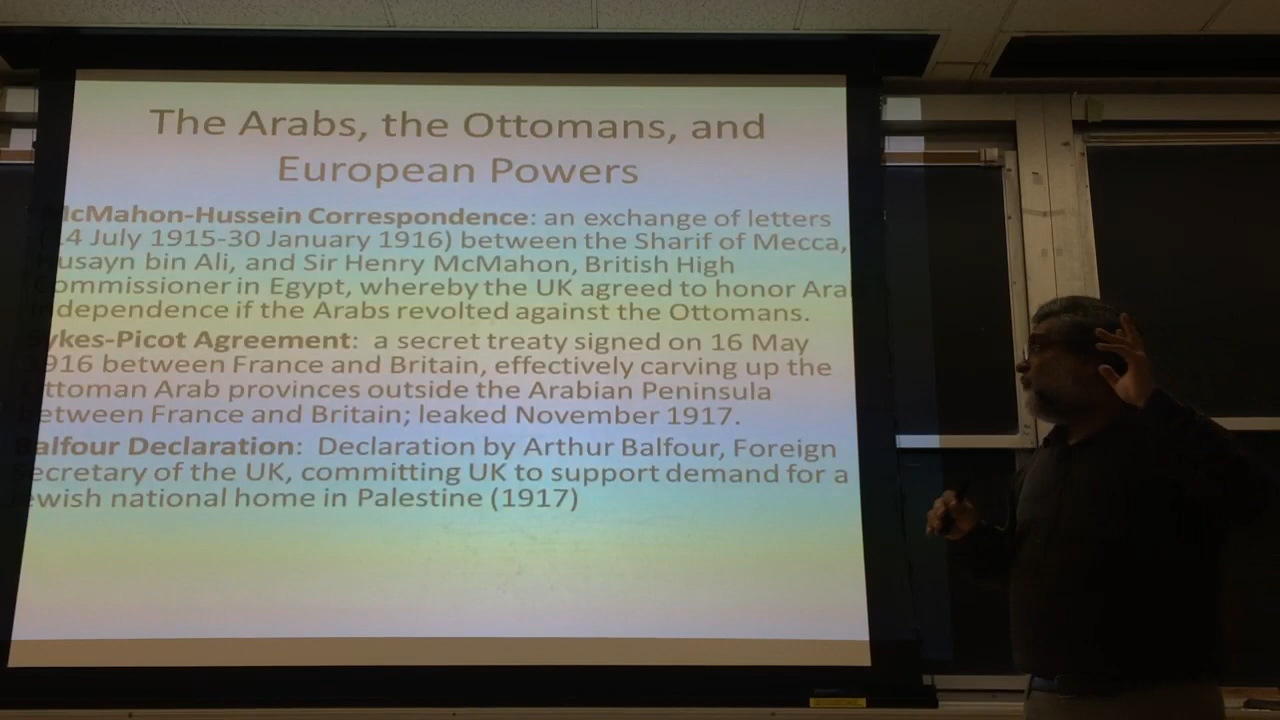 The Arabs, the Ottomans, and
European Powers
McMahon-Hussein Correspondence: an exchange of letters
14 July 1915-30 January 1916) between the Sharif of Mecca,
usayn bin Ali, and Sir Henry McMahon, British High
Commissioner in Egypt, whereby the UK agreed to honor Arab
independence if the Arabs revolted against the Ottomans.
Sykes-Picot Agreement: a secret treaty signed on 16 May
1916 between France and Britain, effectively carving up the
Ottoman Arab provinces outside the Arabian Peninsula
between France and Britain; leaked November 1917.
Balfour Declaration: Declaration by Arthur Balfour, Foreign
Secretary of the UK, committing UK to support demand for a
Jewish national home in Palestine (1917)